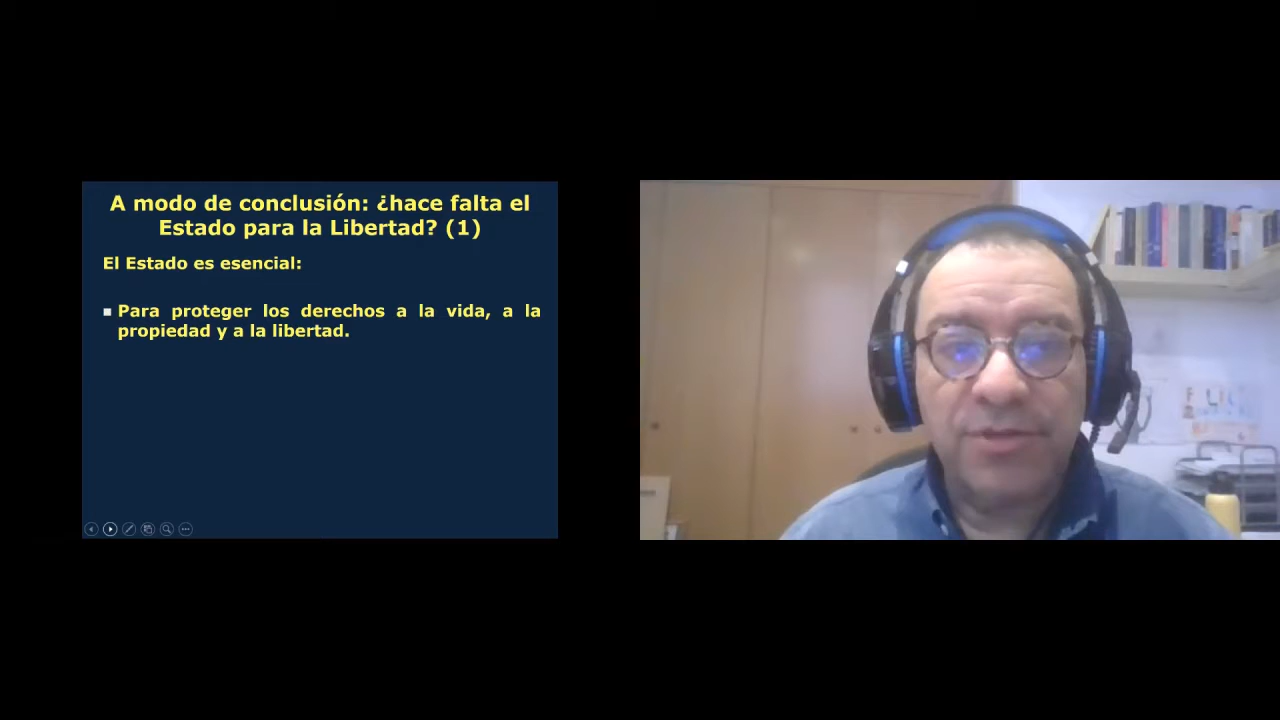 A modo de conclusión: ¿hace falta el
Estado para la Libertad? (1)
El Estado es esencial:
Para proteger los derechos a la vida, a la
propiedad y a la libertad.